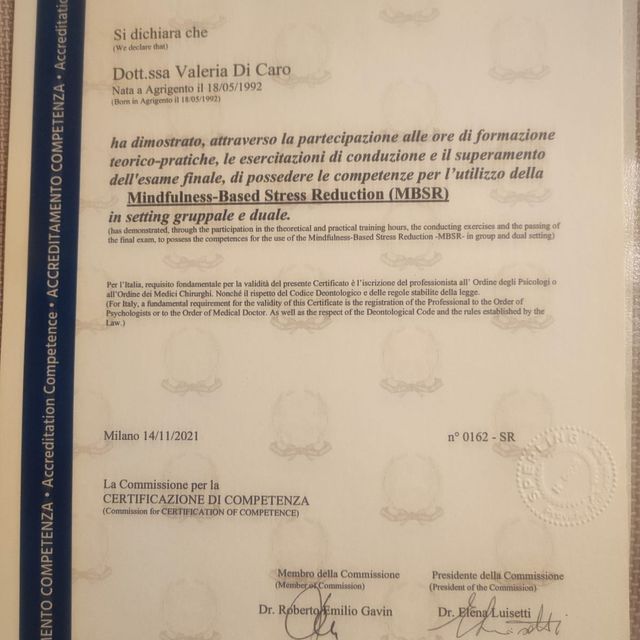 ACCREDITAMENTO COMPETENZA • Accreditation Competence • ACCREDITAMENTO COMPETENZA • Accreditatio
Si dichiara che
(We declare that)
Dott.ssa Valeria Di Caro
Nata a Agrigento il 18/05/1992
(Born in Agrigento il 18/05/1992)
ha dimostrato, attraverso la partecipazione alle ore di formazione
teorico-pratiche, le esercitazioni di conduzione e il superamento
dell'esame finale, di possedere le competenze per l'utilizzo della
Mindfulness-Based Stress Reduction (MBSR)
in setting gruppale e duale.
(has demonstrated, through the participation in the theoretical and practical training hours, the conducting exercises and the passing of
the final exam, to possess the competences for the use of the Mindfulness-Based Stress Reduction -MBSR- in group and dual setting)
Per l'Italia, requisito fondamentale per la validità del presente Certificato è l'iscrizione del professionista all' Ordine degli Psicologi o
all'Ordine dei Medici Chirurghi. Nonché il rispetto del Codice Deontologico e delle regole stabilite della legge.
(For Italy, a fundamental requirement for the validity of this Certificate is the registration of the Professional to the Order of
Psychologists or to the Order of Medical Doctor. As well as the respect of the Deontological Code and the rules established by the
Law.)
Milano 14/11/2021
n° 0162 - SR
La Commissione per la
CERTIFICAZIONE DI COMPETENZA
(Commission for CERTIFICATION OF COMPETENCE)
Membro della Commissione
(Member of Commission)
Dr. Roberto Emilio Gavin
Presidente della Commissione
(President of the Commission)
Dr. Elena Luisetti